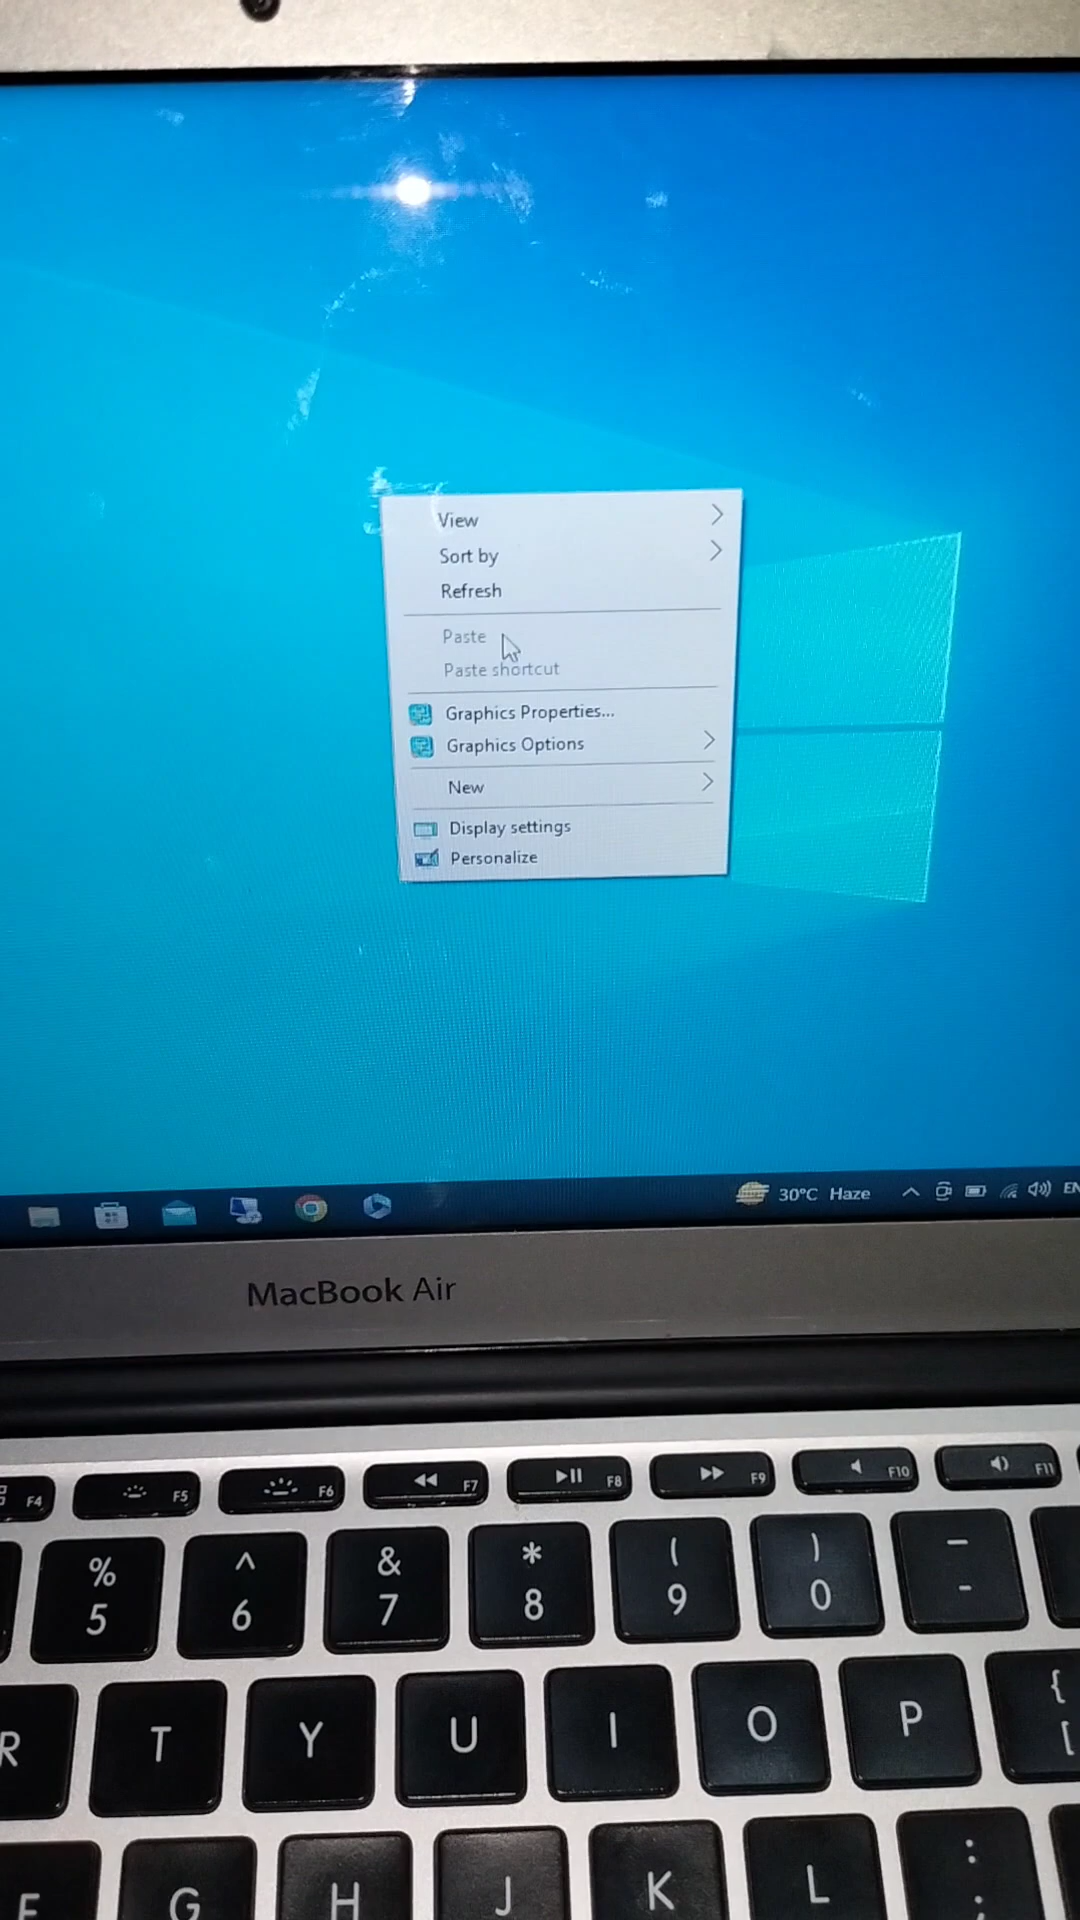 View
Sort by
Refresh
Paste
Paste shortcut
Graphics Properties...
Graphics Options
New
Display settings
Personalize
30°C Haze
EN
MacBook Air
F4 F5 F6 F7 F8 F9 F10 F11
% ^ & * ( ) _
5 6 7 8 9 0 -
R T Y U I O P { [
F G H J K L : ;